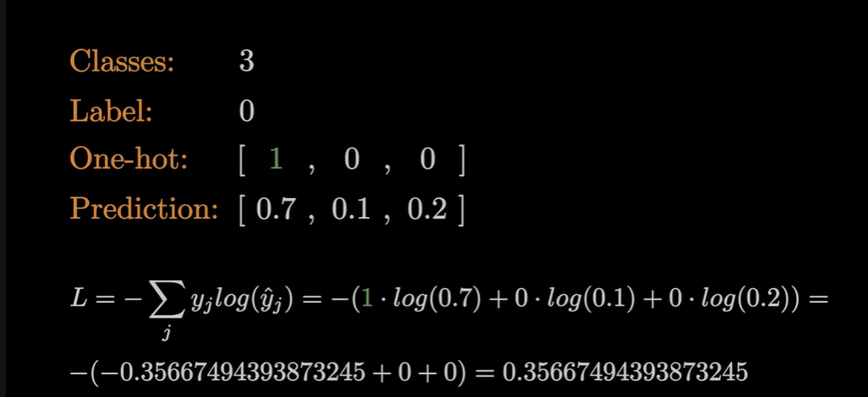 Classes: 3
Label: 0
One-hot: [ 1 , 0 , 0 ]
Prediction: [ 0.7 , 0.1 , 0.2 ]
L = − ∑_j y_j log(ŷ_j) = −(1 · log(0.7) + 0 · log(0.1) + 0 · log(0.2)) =
−(−0.35667494393873245 + 0 + 0) = 0.35667494393873245